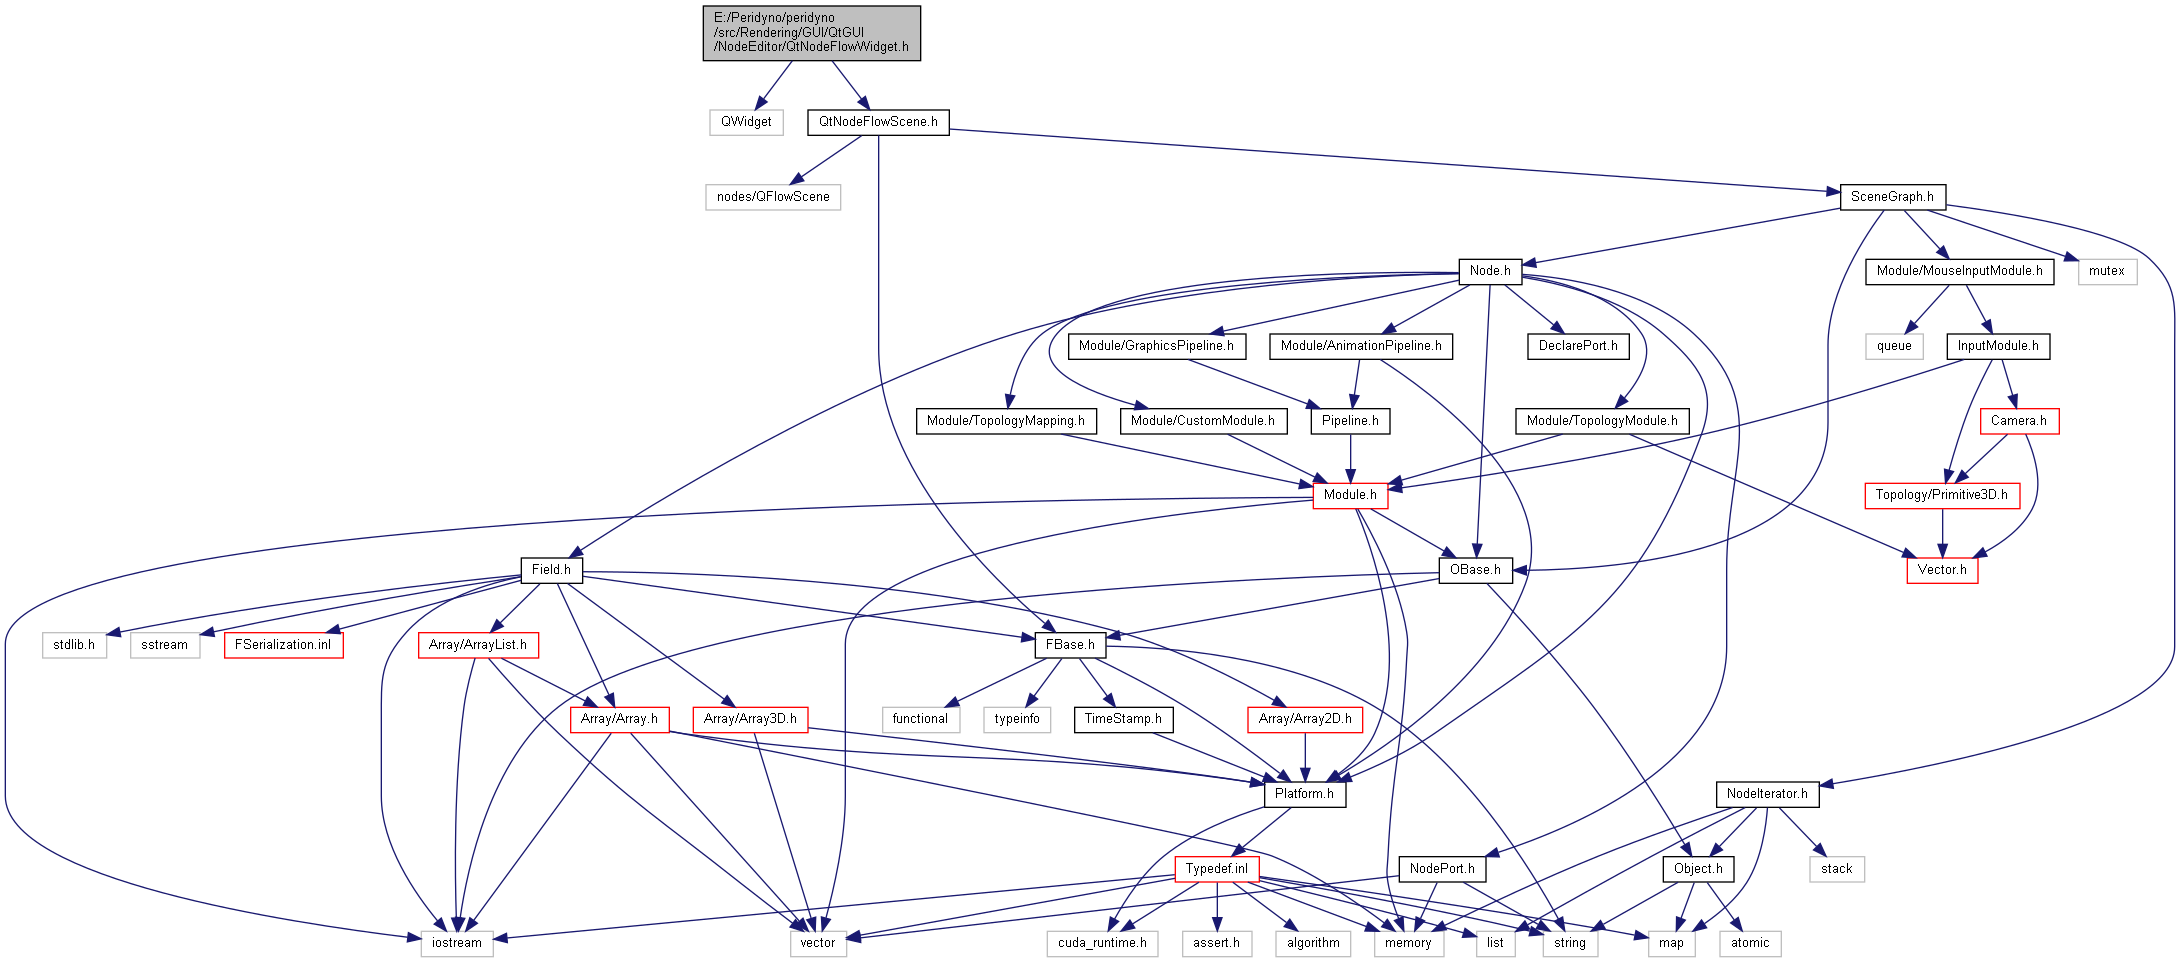 E:/Peridyno/peridyno
/src/Rendering/GUI/QtGUI
/NodeEditor/QtNodeFlowWidget.h
QWidget
QtNodeFlowScene.h
nodes/QFlowScene
SceneGraph.h
Node.h
Module/MouseInputModule.h
mutex
Module/GraphicsPipeline.h
Module/AnimationPipeline.h
DeclarePort.h
queue
InputModule.h
Module/TopologyMapping.h
Module/CustomModule.h
Pipeline.h
Module/TopologyModule.h
Camera.h
Module.h
Topology/Primitive3D.h
Field.h
OBase.h
Vector.h
stdlib.h
sstream
FSerialization.inl
Array/ArrayList.h
FBase.h
Array/Array.h
Array/Array3D.h
functional
typeinfo
TimeStamp.h
Array/Array2D.h
Platform.h
NodeIterator.h
Typedef.inl
NodePort.h
Object.h
stack
iostream
vector
cuda_runtime.h
assert.h
algorithm
memory
list
string
map
atomic